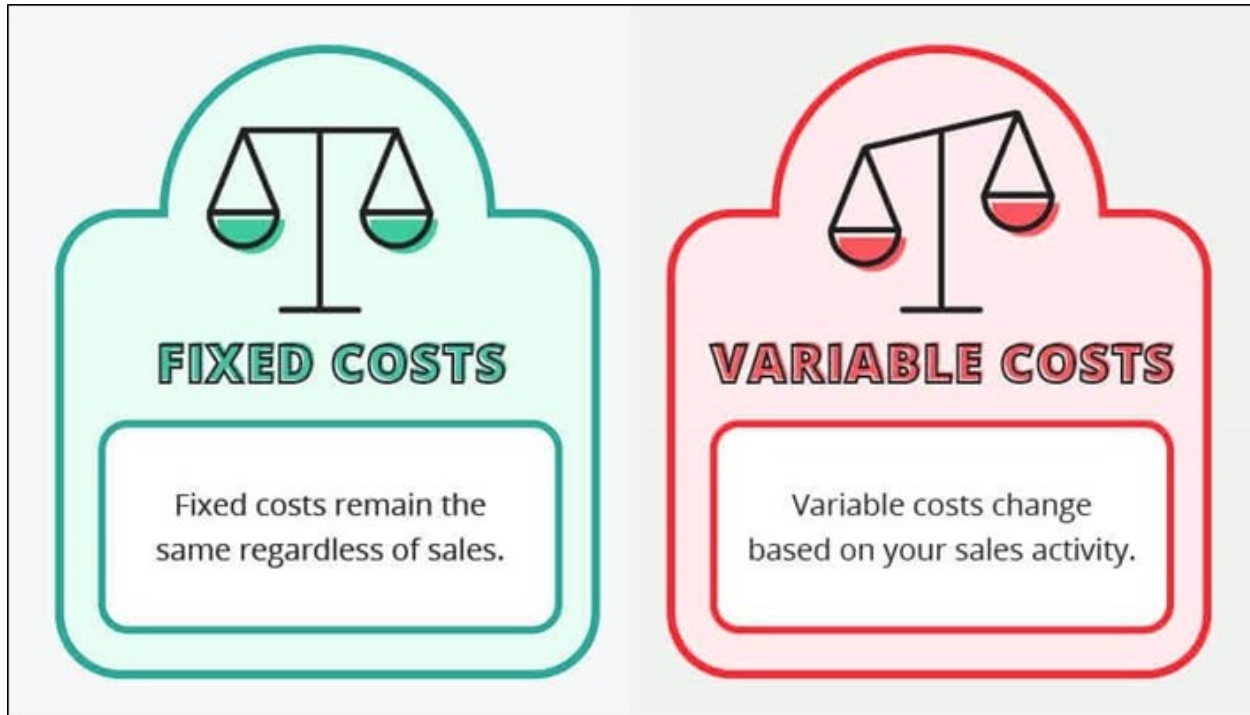 FIXED COSTS
Fixed costs remain the
same regardless of sales.
VARIABLE COSTS
Variable costs change
based on your sales activity.